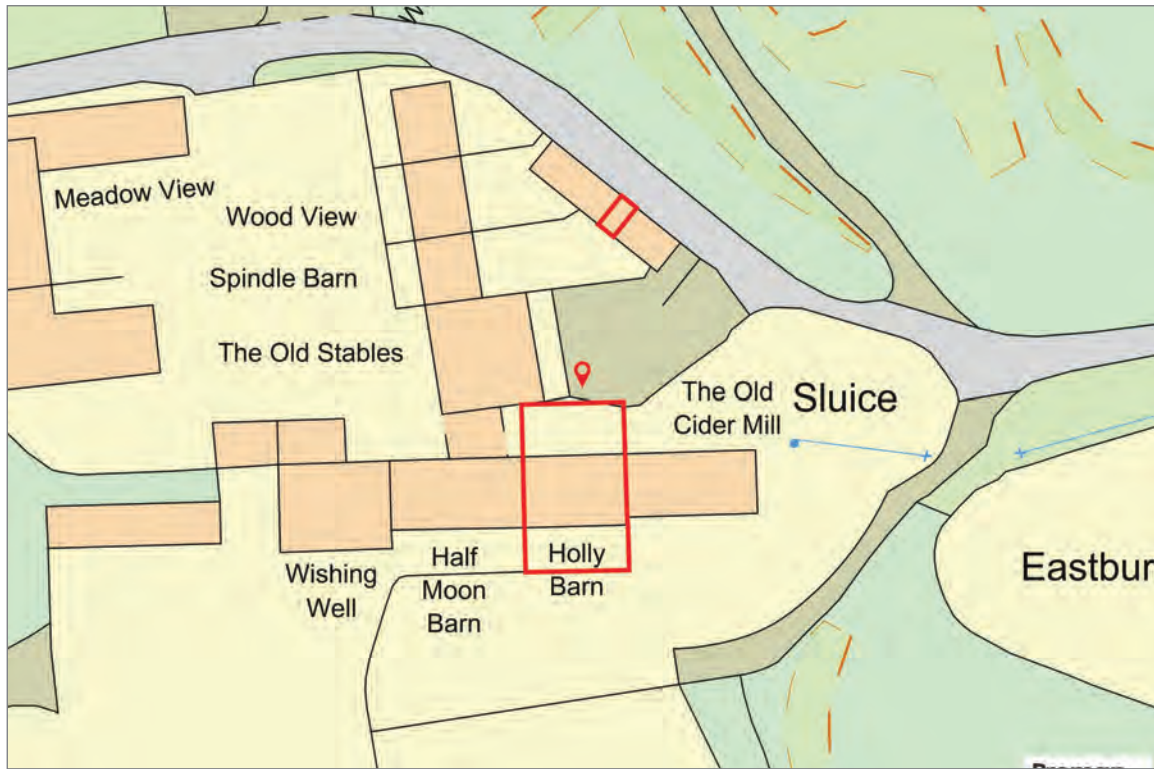 W
Meadow View
Wood View
Spindle Barn
The Old Stables
The Old
Cider Mill
Sluice
Wishing
Well
Half
Moon
Barn
Holly
Barn
Eastbur